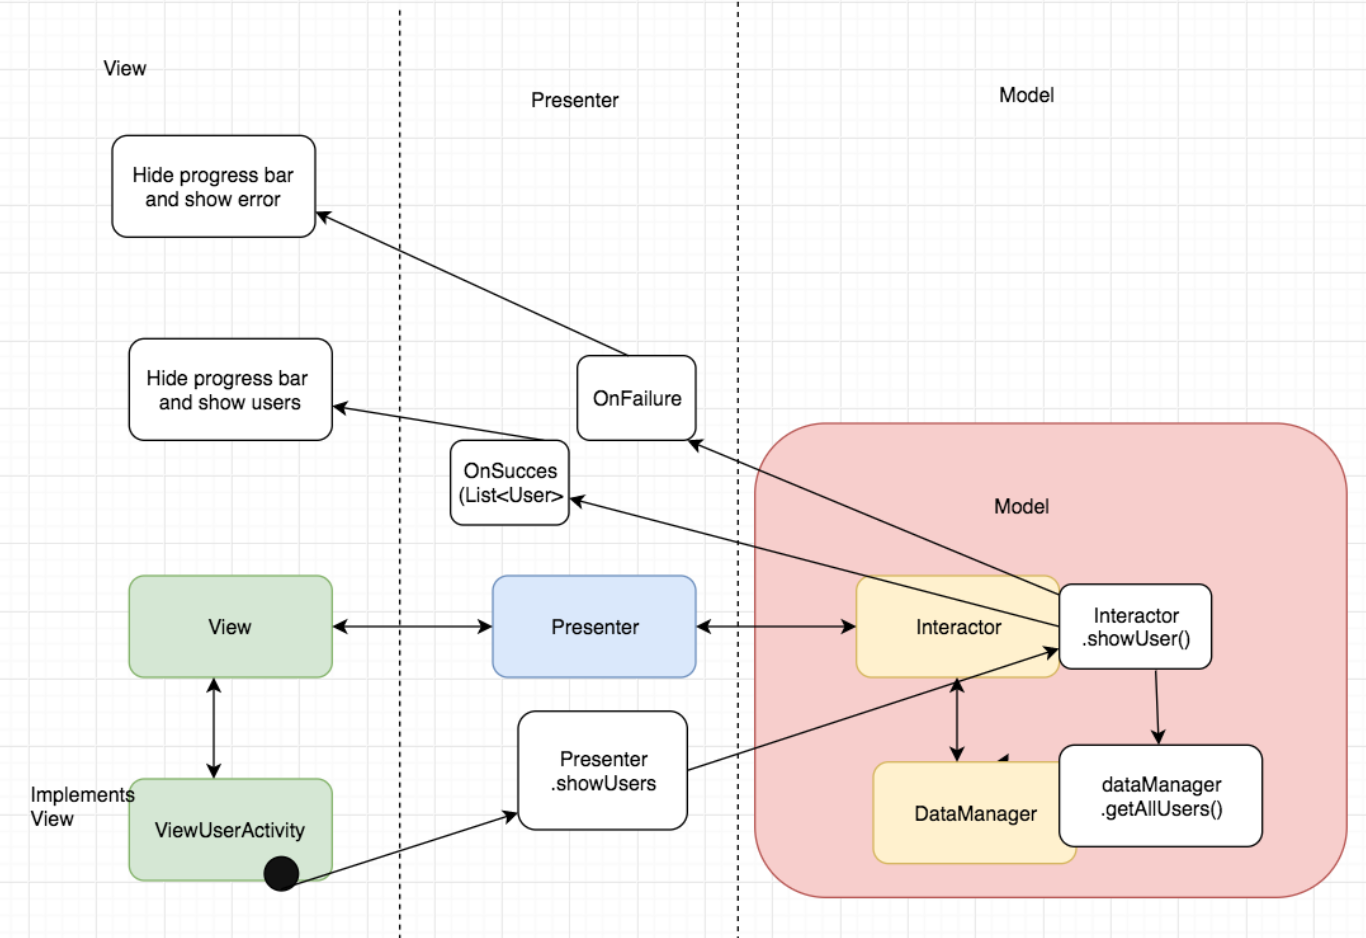 View
Presenter
Model
Hide progress bar
and show error
Hide progress bar
and show users
OnFailure
OnSucces
(List<User>
Model
View
Presenter
Interactor
Interactor
.showUser()
Presenter
.showUsers
Implements
View
ViewUserActivity
DataManager
dataManager
.getAllUsers()